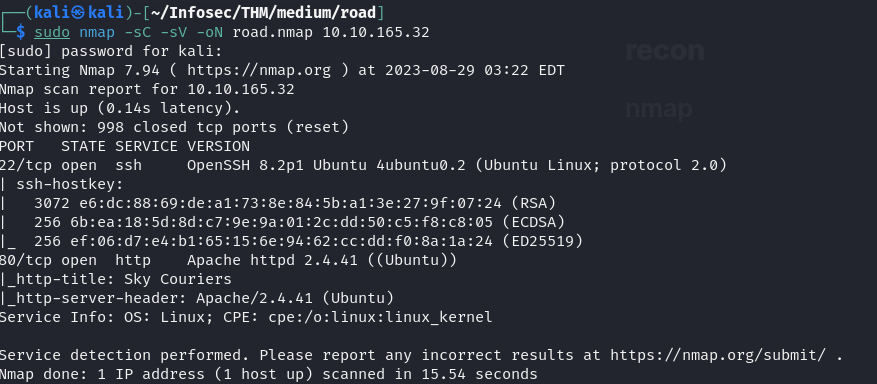 ┌──(kali㉿kali)-[~/Infosec/THM/medium/road]
└─$ sudo nmap -sC -sV -oN road.nmap 10.10.165.32
[sudo] password for kali:
Starting Nmap 7.94 ( https://nmap.org ) at 2023-08-29 03:22 EDT
Nmap scan report for 10.10.165.32
Host is up (0.14s latency).
Not shown: 998 closed tcp ports (reset)
PORT   STATE SERVICE VERSION
22/tcp open  ssh     OpenSSH 8.2p1 Ubuntu 4ubuntu0.2 (Ubuntu Linux; protocol 2.0)
| ssh-hostkey:
|   3072 e6:dc:88:69:de:a1:73:8e:84:5b:a1:3e:27:9f:07:24 (RSA)
|   256 6b:ea:18:5d:8d:c7:9e:9a:01:2c:dd:50:c5:f8:c8:05 (ECDSA)
|_  256 ef:06:d7:e4:b1:65:15:6e:94:62:cc:dd:f0:8a:1a:24 (ED25519)
80/tcp open  http    Apache httpd 2.4.41 ((Ubuntu))
|_http-title: Sky Couriers
|_http-server-header: Apache/2.4.41 (Ubuntu)
Service Info: OS: Linux; CPE: cpe:/o:linux:linux_kernel

Service detection performed. Please report any incorrect results at https://nmap.org/submit/ .
Nmap done: 1 IP address (1 host up) scanned in 15.54 seconds
recon
nmap